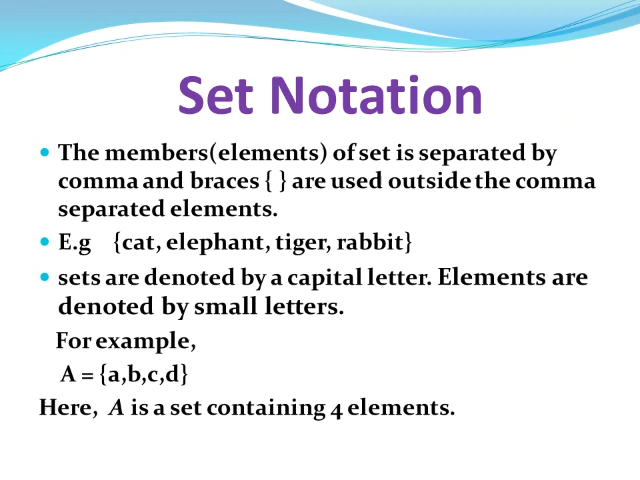 Set Notation
The members(elements) of set is separated by
comma and braces { } are used outside the comma
separated elements.
E.g {cat, elephant, tiger, rabbit}
sets are denoted by a capital letter. Elements are
denoted by small letters.
For example,
A = {a,b,c,d}
Here, A is a set containing 4 elements.